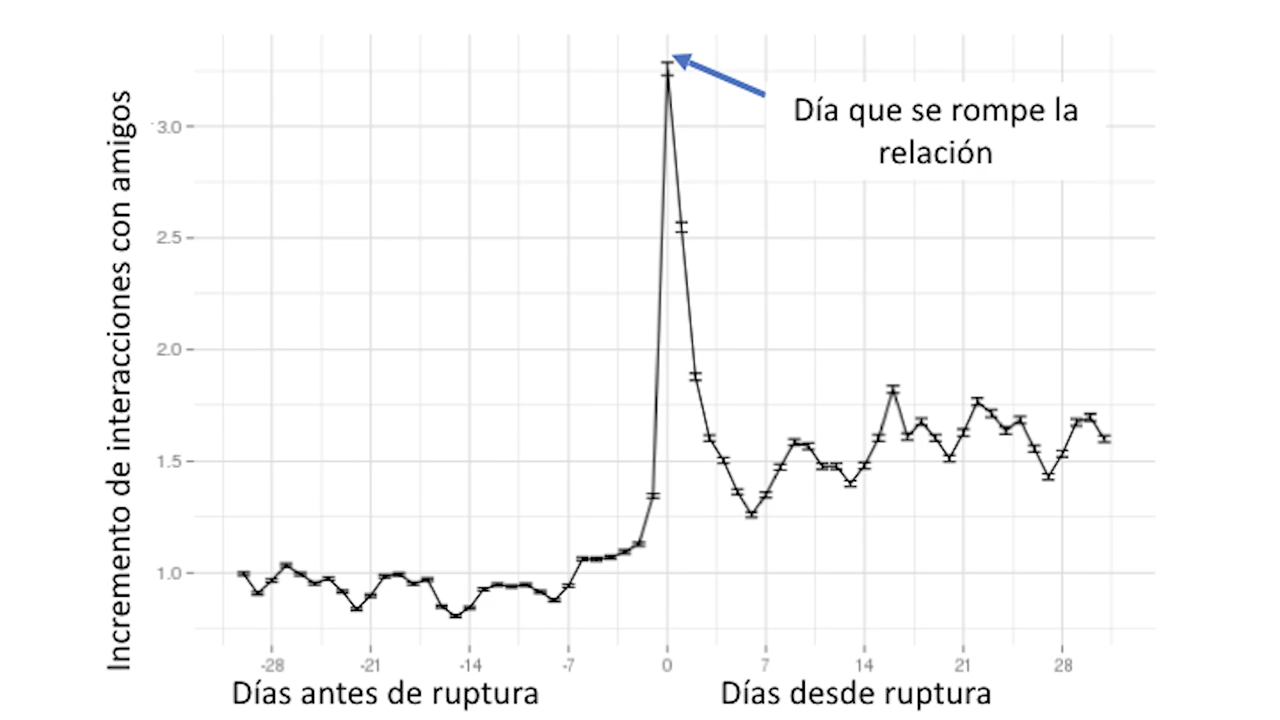 Incremento de interacciones con amigos
3.0
2.5
2.0
1.5
1.0
Día que se rompe la
relación
-28 -21 -14 -7 0 7 14 21 28
Días antes de ruptura
Días desde ruptura